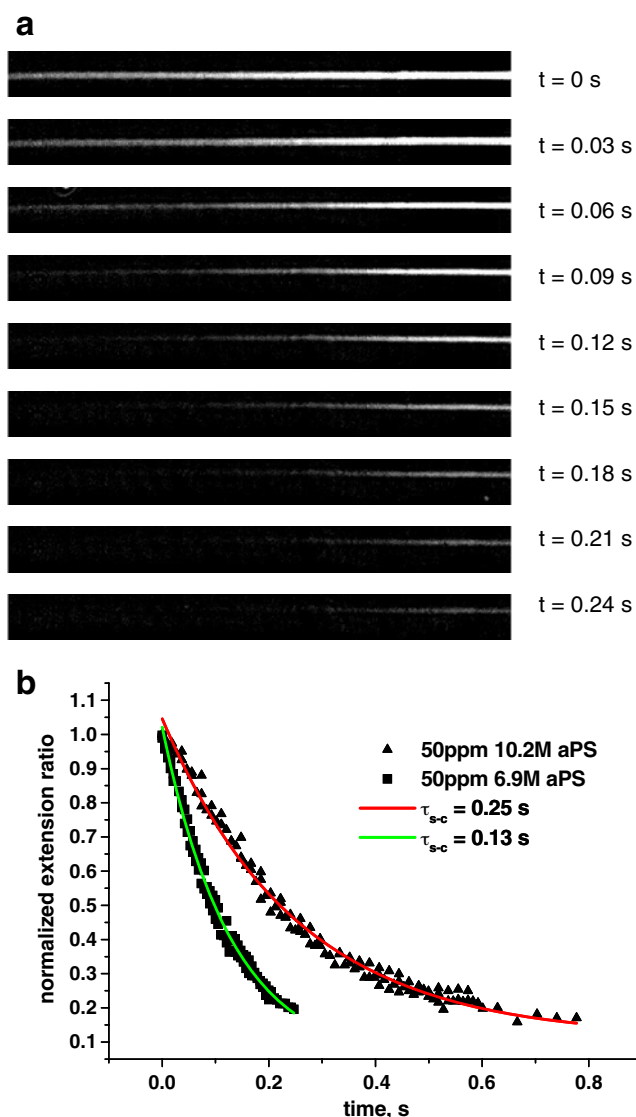 a
t = 0 s
t = 0.03 s
t = 0.06 s
t = 0.09 s
t = 0.12 s
t = 0.15 s
t = 0.18 s
t = 0.21 s
t = 0.24 s
b
1.1
1.0
0.9
0.8
0.7
0.6
0.5
0.4
0.3
0.2
0.1
normalized extension ratio
50ppm 10.2M aPS
50ppm 6.9M aPS
τs-c = 0.25 s
τs-c = 0.13 s
0.0 0.2 0.4 0.6 0.8
time, s